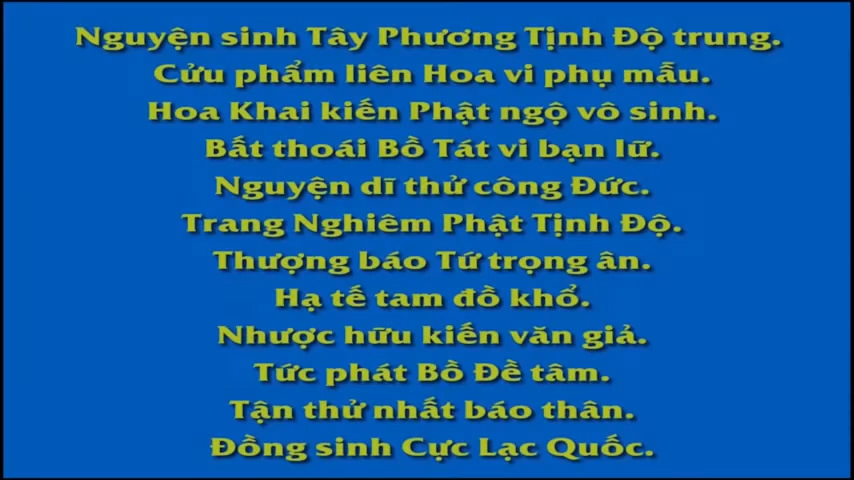 Nguyện sinh Tây Phương Tịnh Độ trung.
Cửu phẩm liên Hoa vi phụ mẫu.
Hoa Khai kiến Phật ngộ vô sinh.
Bất thoái Bồ Tát vi bạn lữ.
Nguyện dĩ thử công Đức.
Trang Nghiêm Phật Tịnh Độ.
Thượng báo Tứ trọng ân.
Hạ tế tam đồ khổ.
Nhược hữu kiến văn giả.
Tức phát Bồ Đề tâm.
Tận thử nhất báo thân.
Đồng sinh Cực Lạc Quốc.